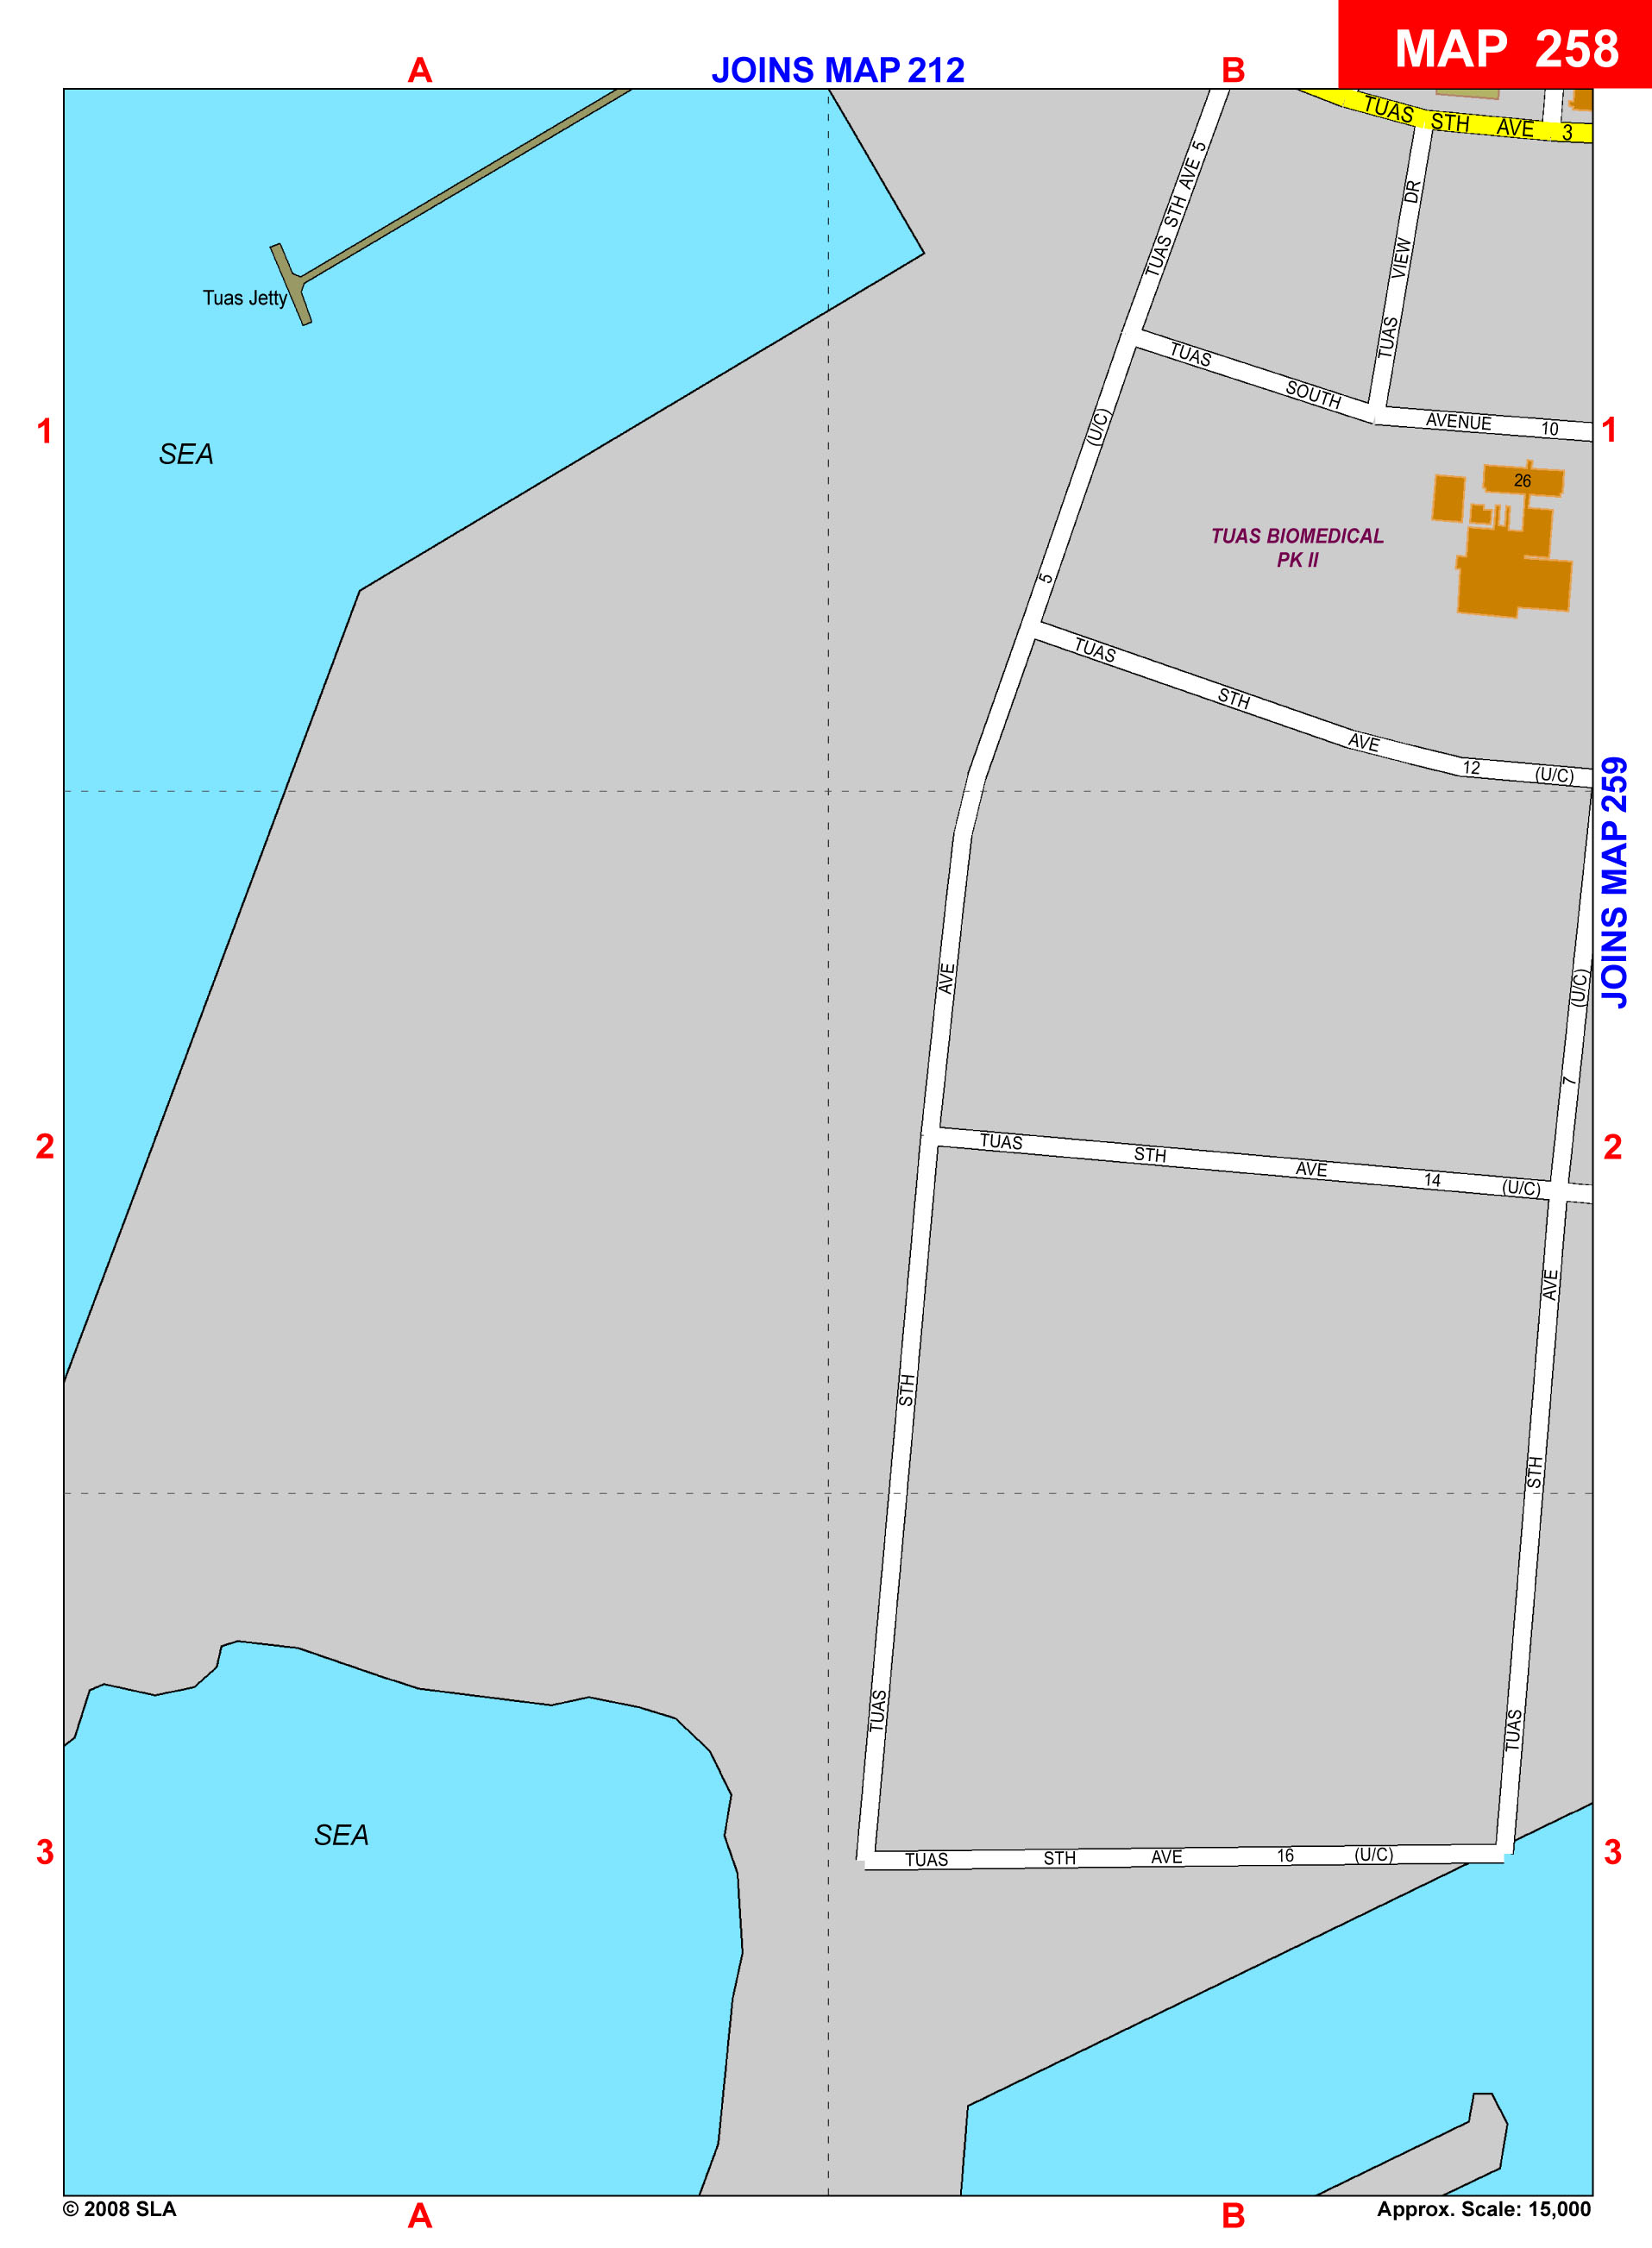 MAP 258
A
JOINS MAP 212
B
TUAS STH AVE 3
TUAS STH AVE 5
TUAS VIEW DR
Tuas Jetty
TUAS SOUTH AVENUE 10
1
SEA
(U/C)
1
26
TUAS BIOMEDICAL
PK II
5
TUAS STH AVE 12 (U/C)
JOINS MAP 259
AVE
(U/C)
7
2
TUAS STH AVE 14 (U/C)
2
AVE
STH
STH
TUAS
TUAS
SEA
3
TUAS STH AVE 16 (U/C)
3
© 2008 SLA
A
B
Approx. Scale: 15,000